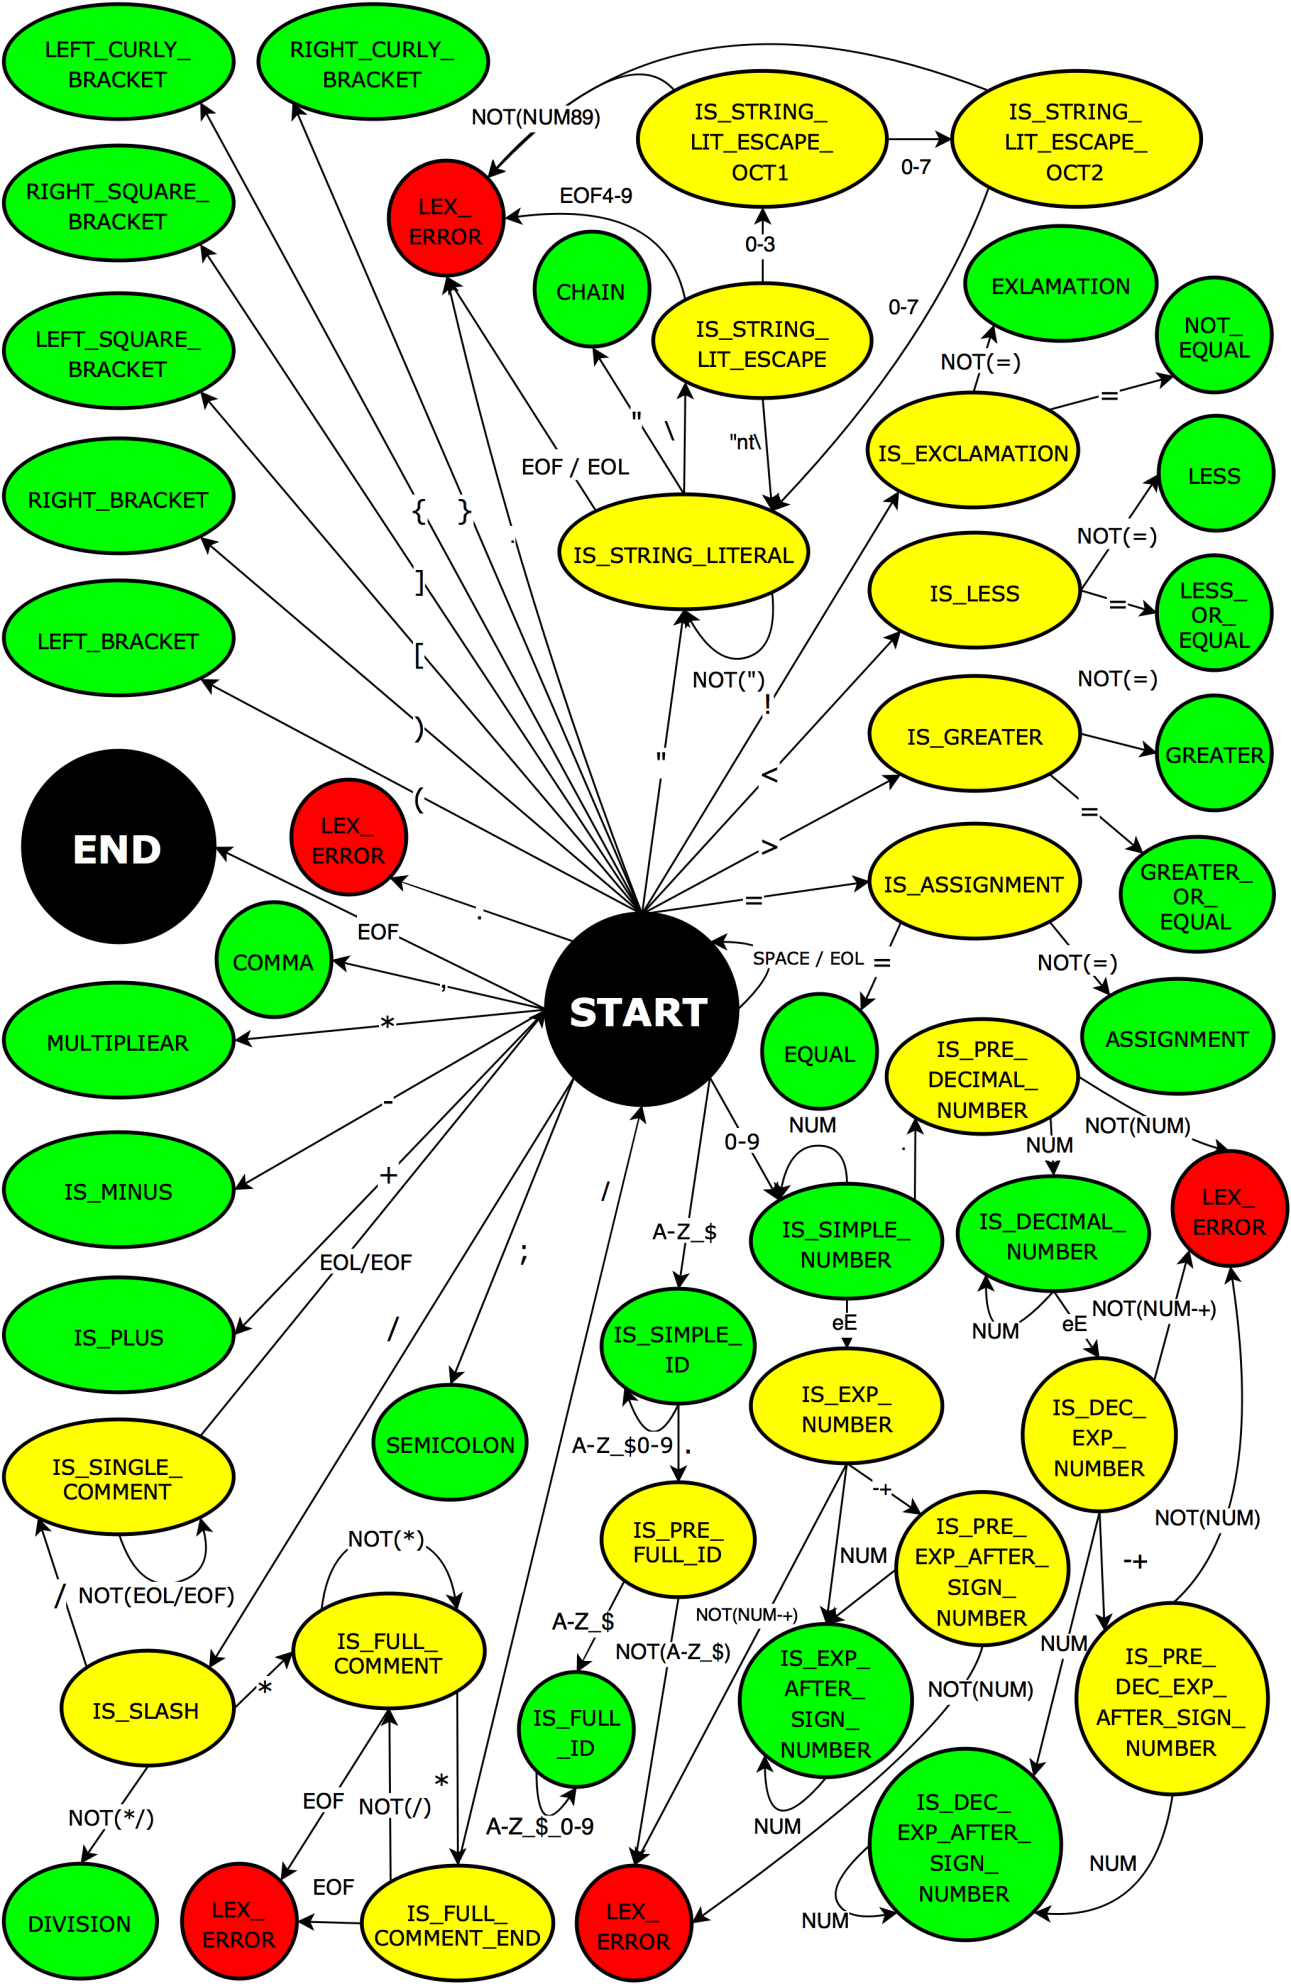 LEFT_CURLY_
BRACKET
RIGHT_CURLY_
BRACKET
NOT(NUM89)
IS_STRING_
LIT_ESCAPE_
OCT1
0-7
IS_STRING_
LIT_ESCAPE_
OCT2
RIGHT_SQUARE_
BRACKET
LEX_
ERROR
EOF4-9
0-3
CHAIN
IS_STRING_
LIT_ESCAPE
0-7
EXLAMATION
NOT_
EQUAL
LEFT_SQUARE_
BRACKET
NOT(=)
=
"
\
"nt\
IS_EXCLAMATION
EOF / EOL
LESS
RIGHT_BRACKET
{
}
.
IS_STRING_LITERAL
NOT(=)
IS_LESS
=
LESS_
OR_
EQUAL
]
LEFT_BRACKET
[
NOT(")
!
NOT(=)
)
"
<
IS_GREATER
GREATER
(
>
=
END
LEX_
ERROR
.
=
IS_ASSIGNMENT
GREATER_
OR_
EQUAL
EOF
COMMA
,
SPACE / EOL
=
NOT(=)
START
MULTIPLIEAR
*
EQUAL
ASSIGNMENT
IS_PRE_
DECIMAL_
NUMBER
-
NUM
0-9
.
NUM
NOT(NUM)
IS_MINUS
+
/
A-Z_$
IS_SIMPLE_
NUMBER
IS_DECIMAL_
NUMBER
LEX_
ERROR
EOL/EOF
;
IS_PLUS
/
eE
NUM
eE
NOT(NUM-+)
IS_SIMPLE_
ID
IS_EXP_
NUMBER
IS_DEC_
EXP_
NUMBER
SEMICOLON
A-Z_$0-9
.
IS_SINGLE_
COMMENT
-+
NOT(NUM)
NOT(*)
IS_PRE_
FULL_ID
NUM
IS_PRE_
EXP_AFTER_
SIGN_
NUMBER
-+
/
NOT(EOL/EOF)
A-Z_$
NOT(NUM-+)
NOT(A-Z_$)
IS_FULL_
COMMENT
IS_EXP_
AFTER_
SIGN_
NUMBER
NUM
IS_PRE_
DEC_EXP_
AFTER_SIGN_
NUMBER
*
IS_SLASH
IS_FULL
_ID
NOT(NUM)
EOF
NOT(/)
*
NOT(*/)
A-Z_$_0-9
NUM
IS_DEC_
EXP_AFTER_
SIGN_
NUMBER
NUM
EOF
DIVISION
LEX_
ERROR
IS_FULL_
COMMENT_END
LEX_
ERROR
NUM